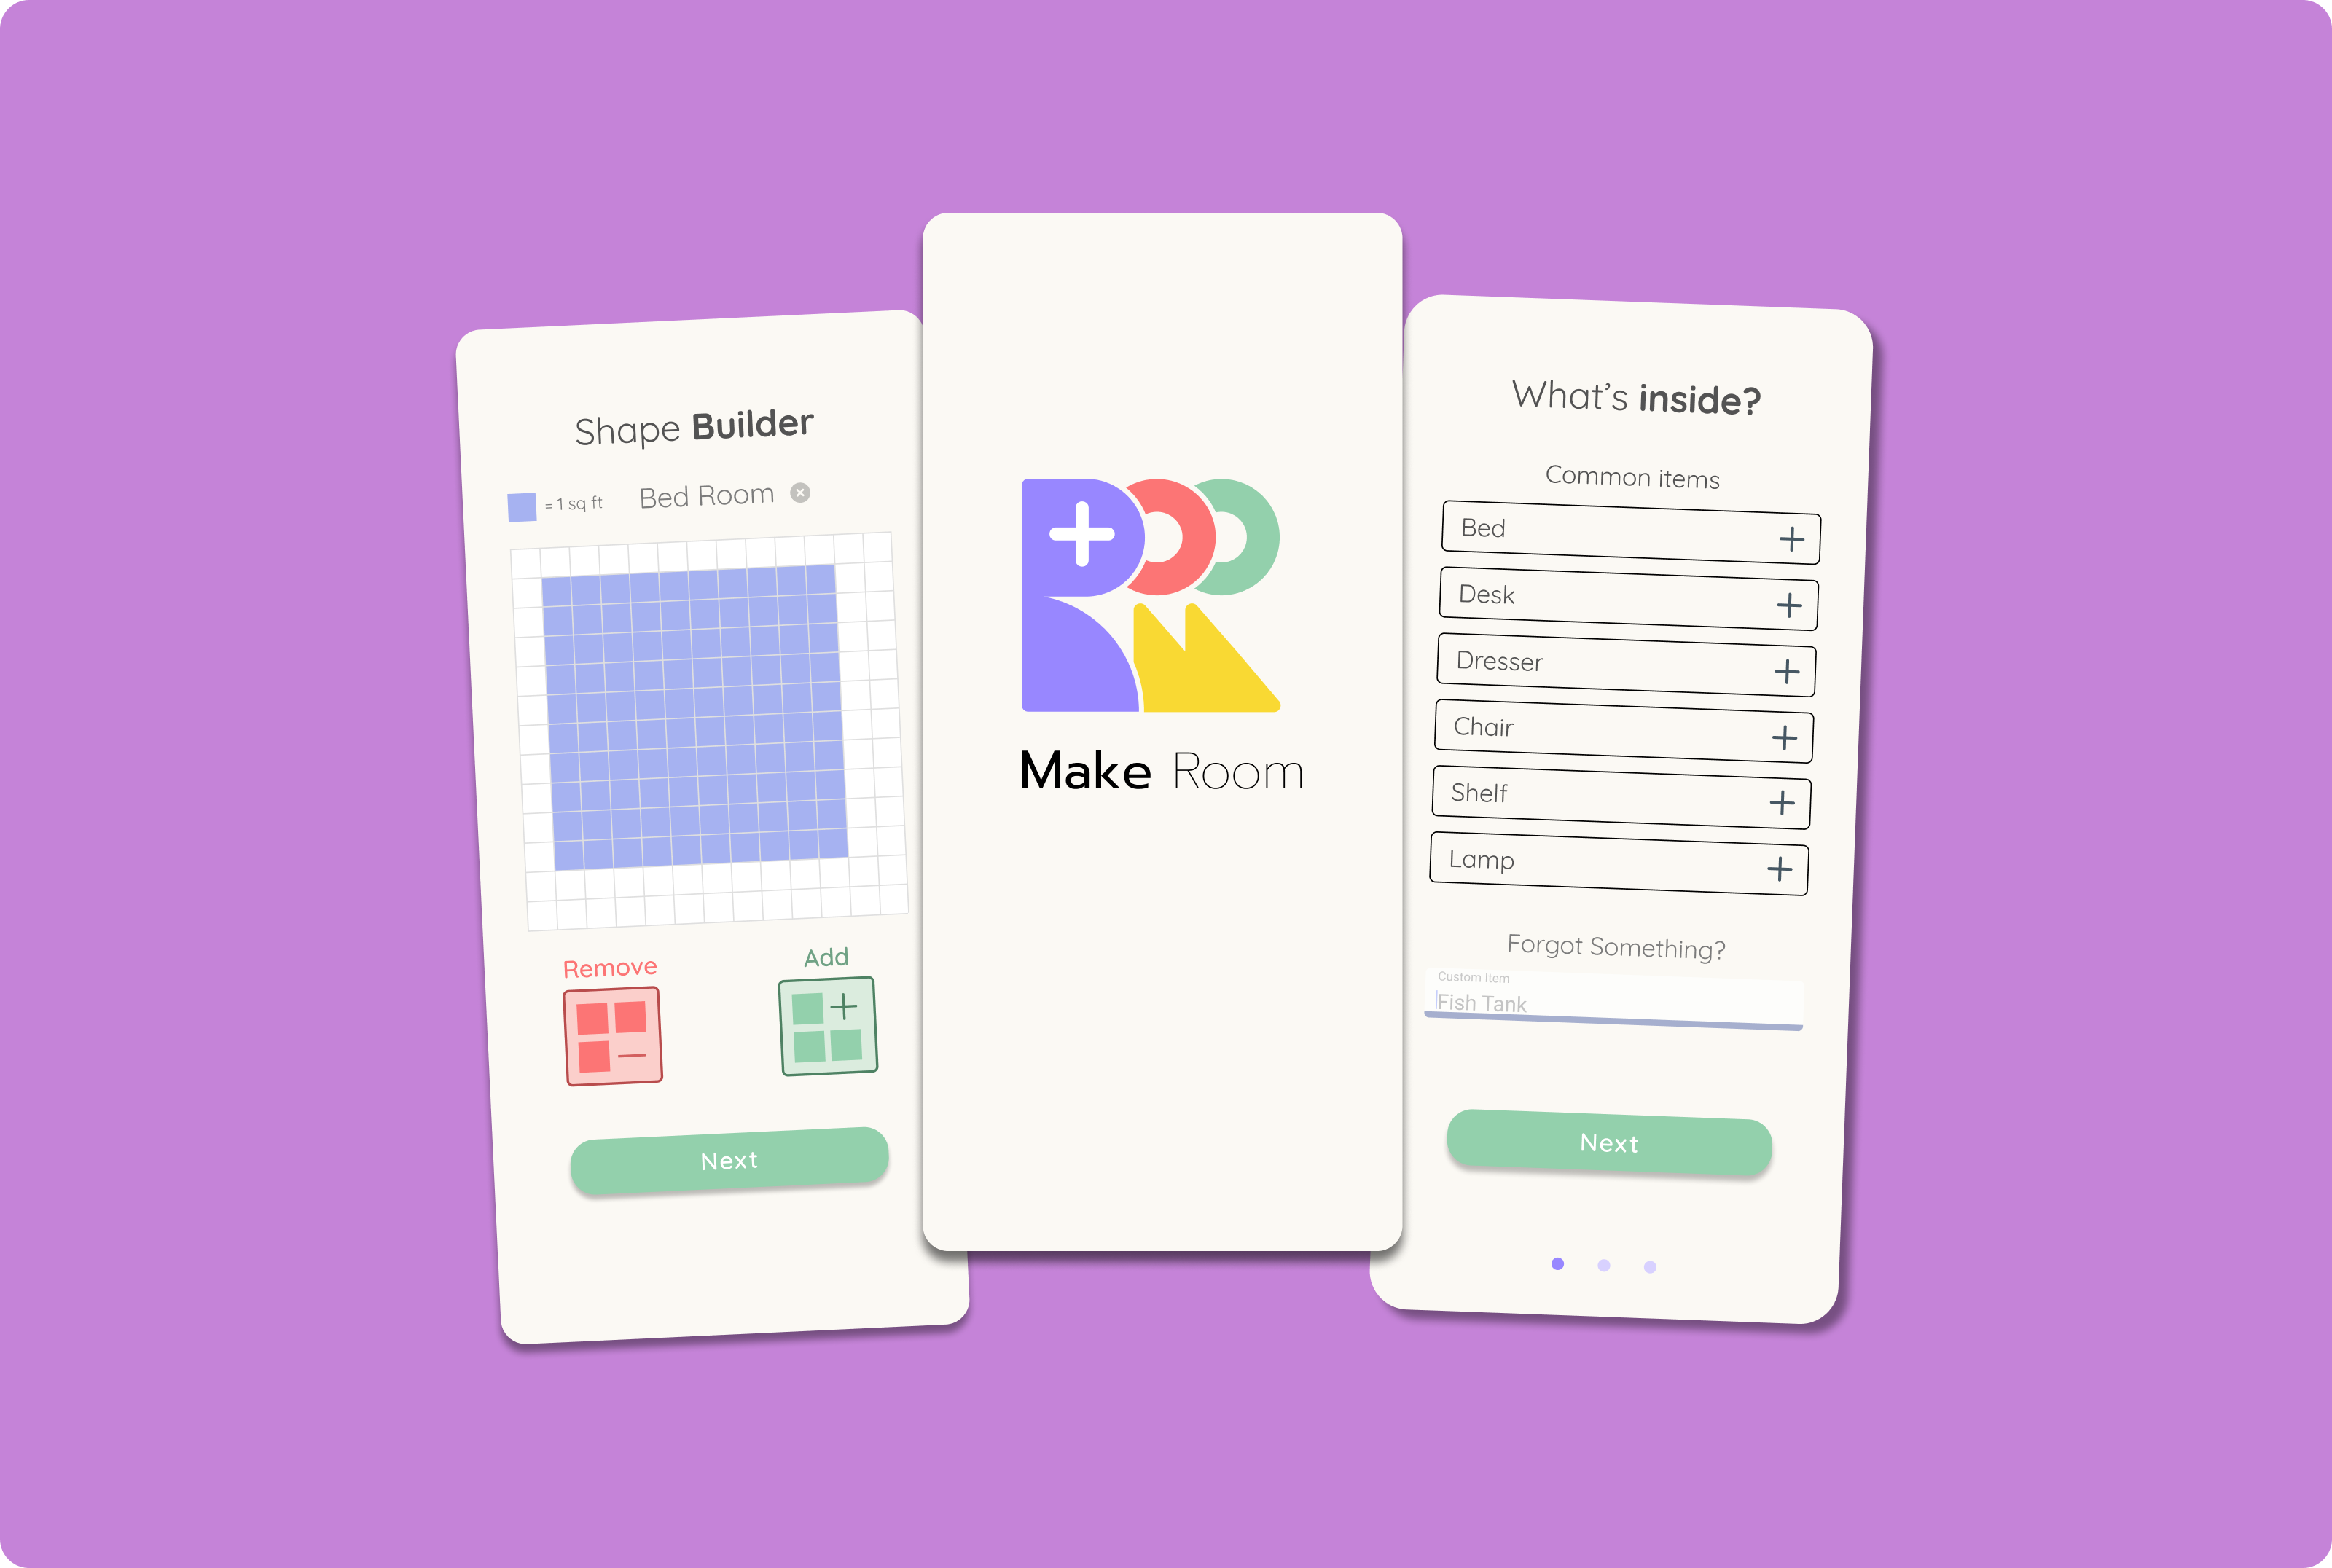 Shape Builder
= 1 sq ft
Bed Room
Remove
Add
Next
Make Room
What's inside?
Common items
Bed
Desk
Dresser
Chair
Shelf
Lamp
Forgot Something?
Custom Item
Fish Tank
Next